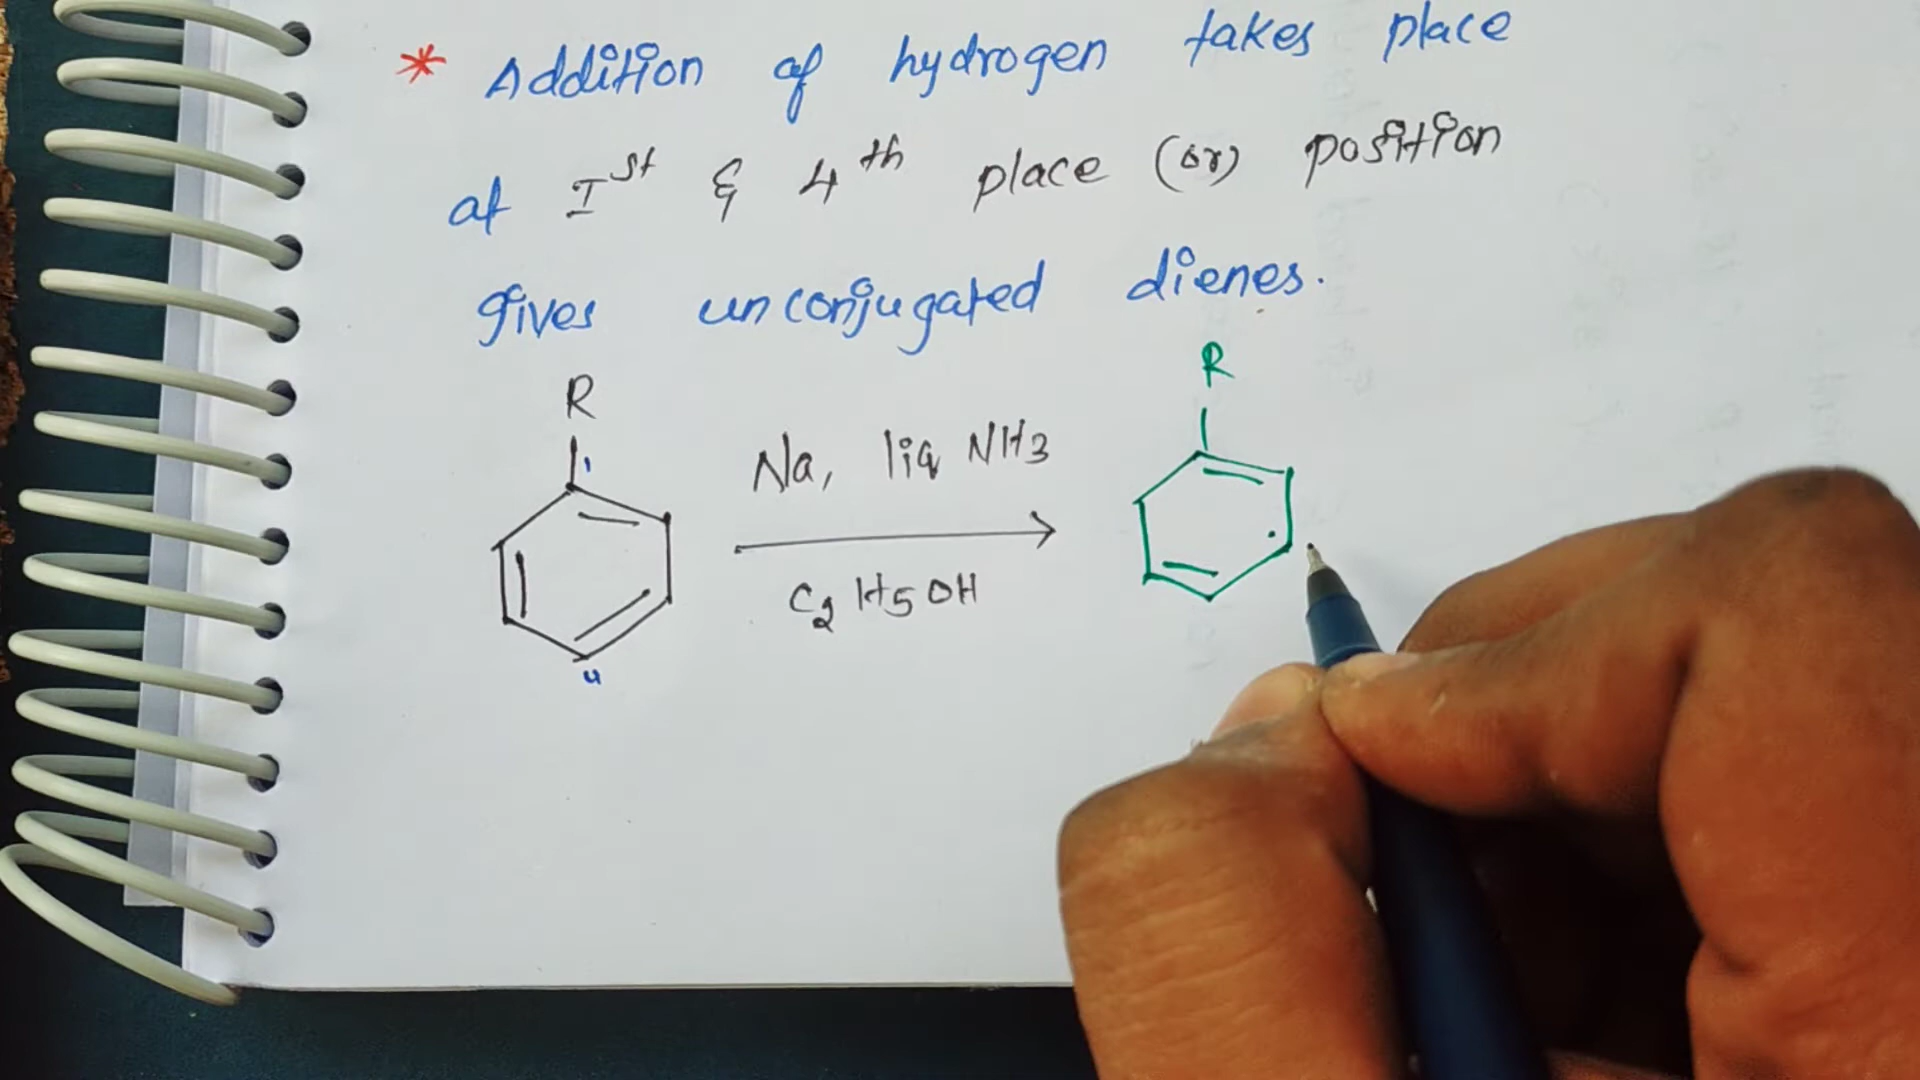 * Addition of hydrogen takes place
at Ist & 4th place (or) position
gives unconjugated dienes.
R
1
4
Na, liq NH3
C2H5OH
R